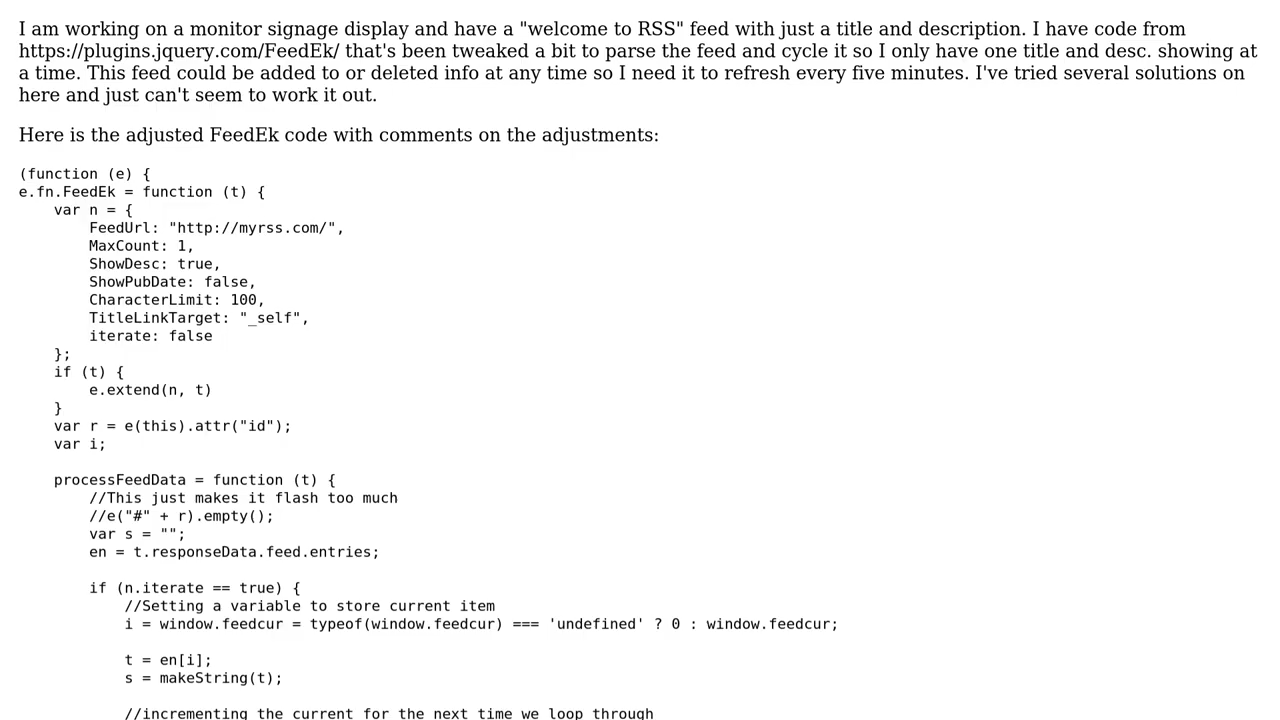 I am working on a monitor signage display and have a "welcome to RSS" feed with just a title and description. I have code from
https://plugins.jquery.com/FeedEk/ that's been tweaked a bit to parse the feed and cycle it so I only have one title and desc. showing at
a time. This feed could be added to or deleted info at any time so I need it to refresh every five minutes. I've tried several solutions on
here and just can't seem to work it out.
Here is the adjusted FeedEk code with comments on the adjustments:
(function (e) {
e.fn.FeedEk = function (t) {
    var n = {
        FeedUrl: "http://myrss.com/",
        MaxCount: 1,
        ShowDesc: true,
        ShowPubDate: false,
        CharacterLimit: 100,
        TitleLinkTarget: "_self",
        iterate: false
    };
    if (t) {
        e.extend(n, t)
    }
    var r = e(this).attr("id");
    var i;
    processFeedData = function (t) {
        //This just makes it flash too much
        //e("#" + r).empty();
        var s = "";
        en = t.responseData.feed.entries;
        if (n.iterate == true) {
            //Setting a variable to store current item
            i = window.feedcur = typeof(window.feedcur) === 'undefined' ? 0 : window.feedcur;
            t = en[i];
            s = makeString(t);
            //incrementing the current for the next time we loop through